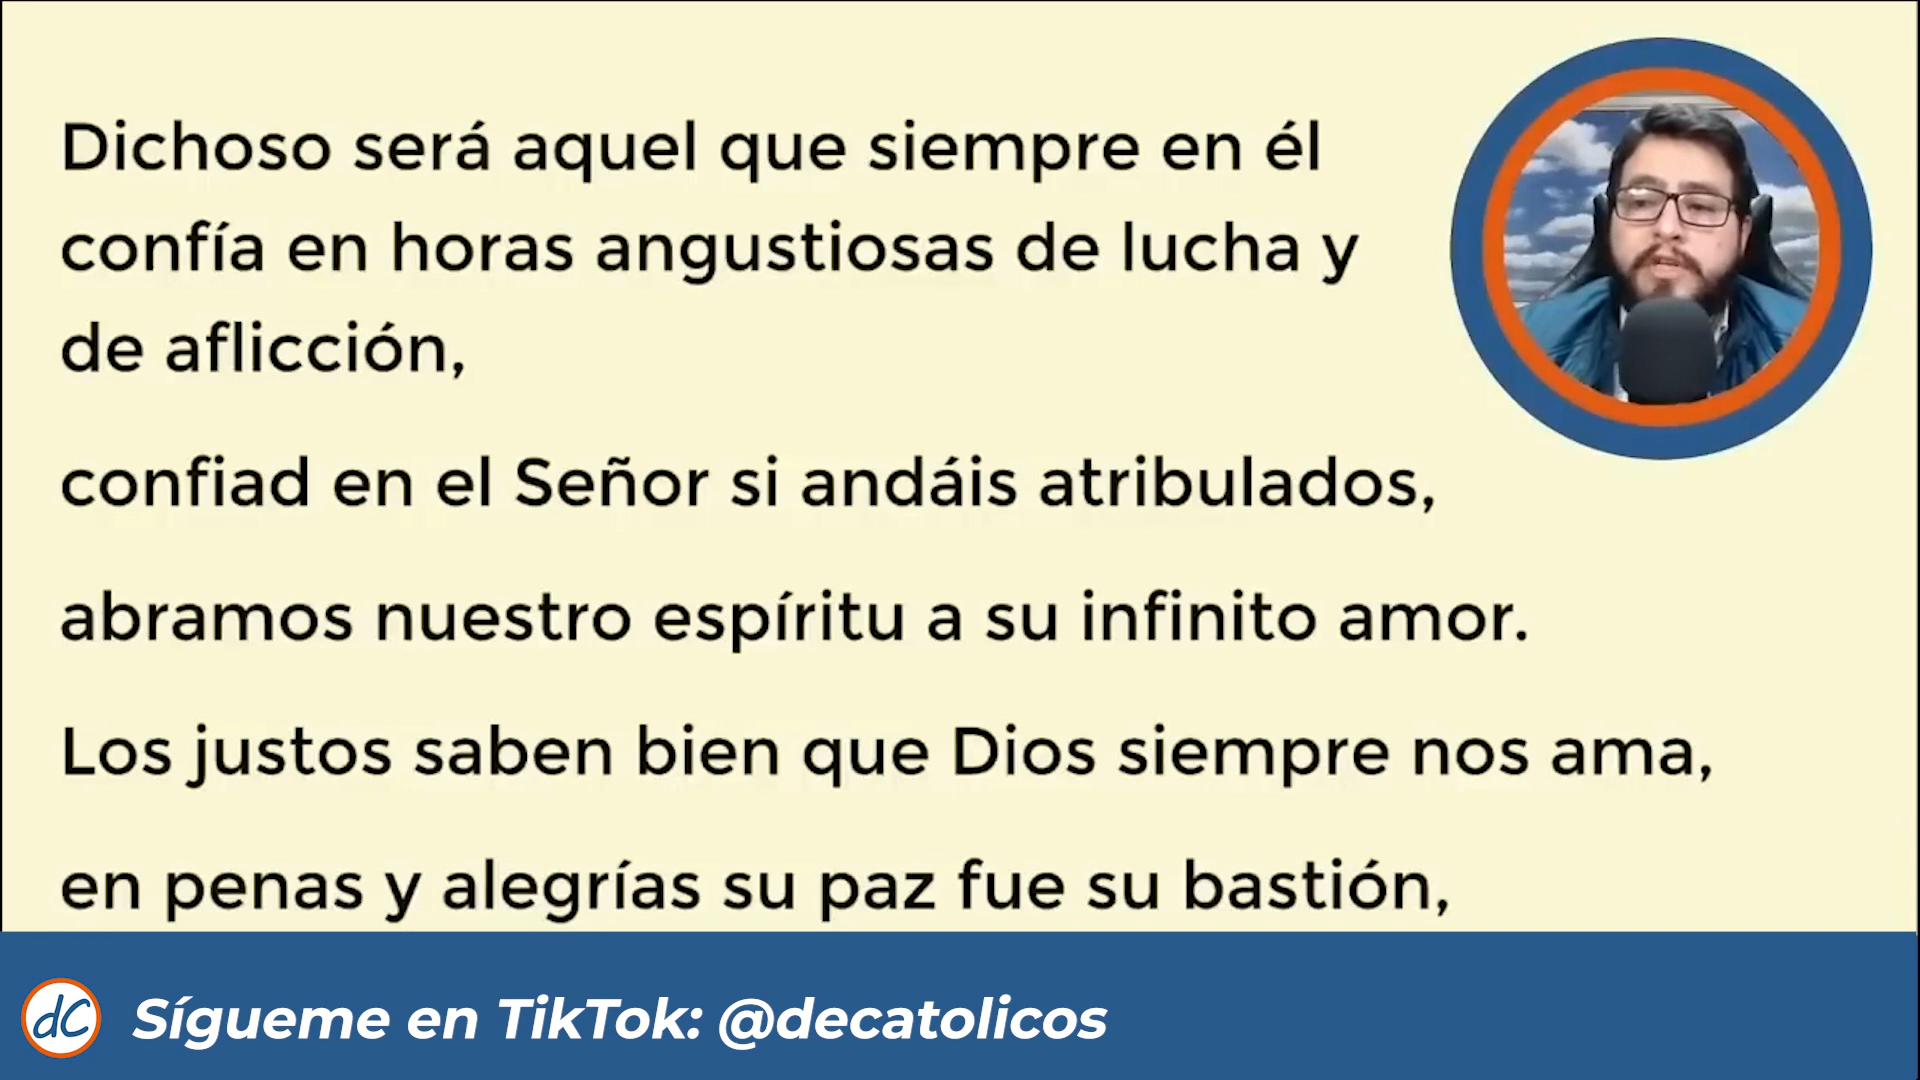 Dichoso será aquel que siempre en él
confía en horas angustiosas de lucha y
de aflicción,
confiad en el Señor si andáis atribulados,
abramos nuestro espíritu a su infinito amor.
Los justos saben bien que Dios siempre nos ama,
en penas y alegrías su paz fue su bastión,
dC Sígueme en TikTok: @decatolicos